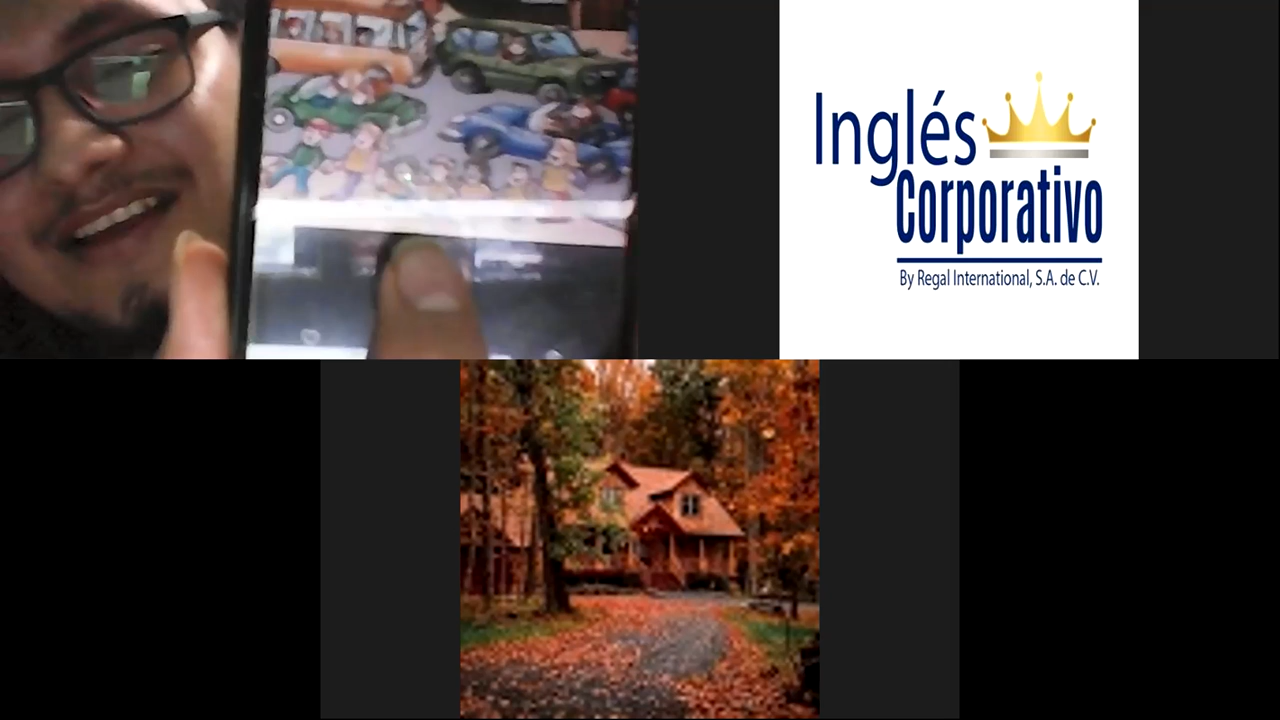 Inglés
Corporativo
By Regal International, S.A. de C.V.